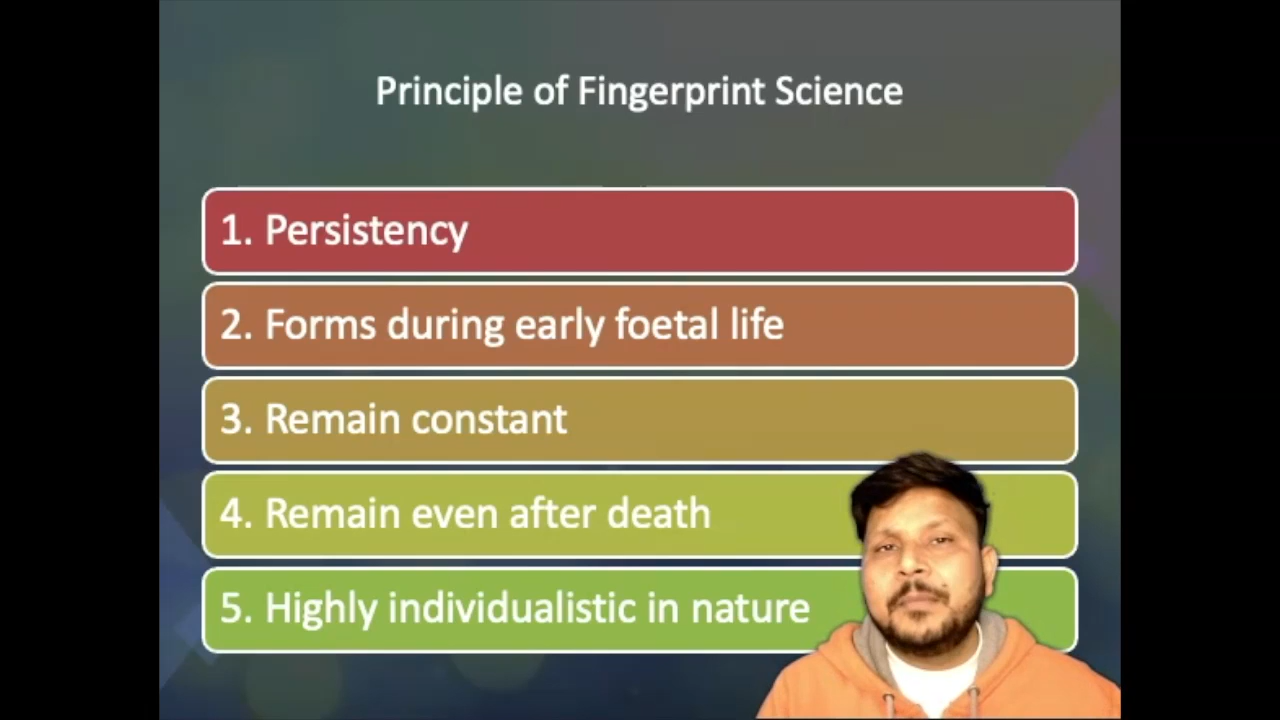 Principle of Fingerprint Science
1. Persistency
2. Forms during early foetal life
3. Remain constant
4. Remain even after death
5. Highly individualistic in nature